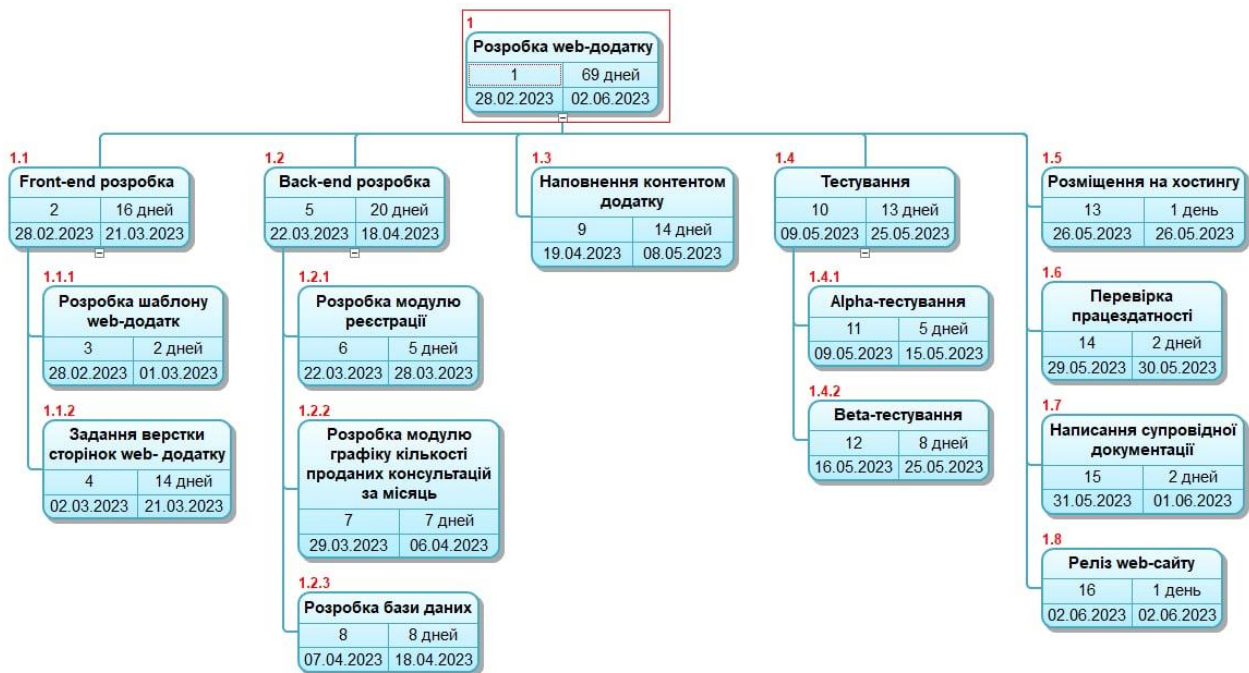 1
Розробка web-додатку
1 69 дней
28.02.2023 02.06.2023
1.1
Front-end розробка
2 16 дней
28.02.2023 21.03.2023
1.1.1
Розробка шаблону
web-додатк
3 2 дней
28.02.2023 01.03.2023
1.1.2
Задання верстки
сторінок web- додатку
4 14 дней
02.03.2023 21.03.2023
1.2
Back-end розробка
5 20 дней
22.03.2023 18.04.2023
1.2.1
Розробка модулю
реєстрації
6 5 дней
22.03.2023 28.03.2023
1.2.2
Розробка модулю
графіку кількості
проданих консультацій
за місяць
7 7 дней
29.03.2023 06.04.2023
1.2.3
Розробка бази даних
8 8 дней
07.04.2023 18.04.2023
1.3
Наповнення контентом
додатку
9 14 дней
19.04.2023 08.05.2023
1.4
Тестування
10 13 дней
09.05.2023 25.05.2023
1.4.1
Alpha-тестування
11 5 дней
09.05.2023 15.05.2023
1.4.2
Beta-тестування
12 8 дней
16.05.2023 25.05.2023
1.5
Розміщення на хостингу
13 1 день
26.05.2023 26.05.2023
1.6
Перевірка
працездатності
14 2 дней
29.05.2023 30.05.2023
1.7
Написання супровідної
документації
15 2 дней
31.05.2023 01.06.2023
1.8
Реліз web-сайту
16 1 день
02.06.2023 02.06.2023